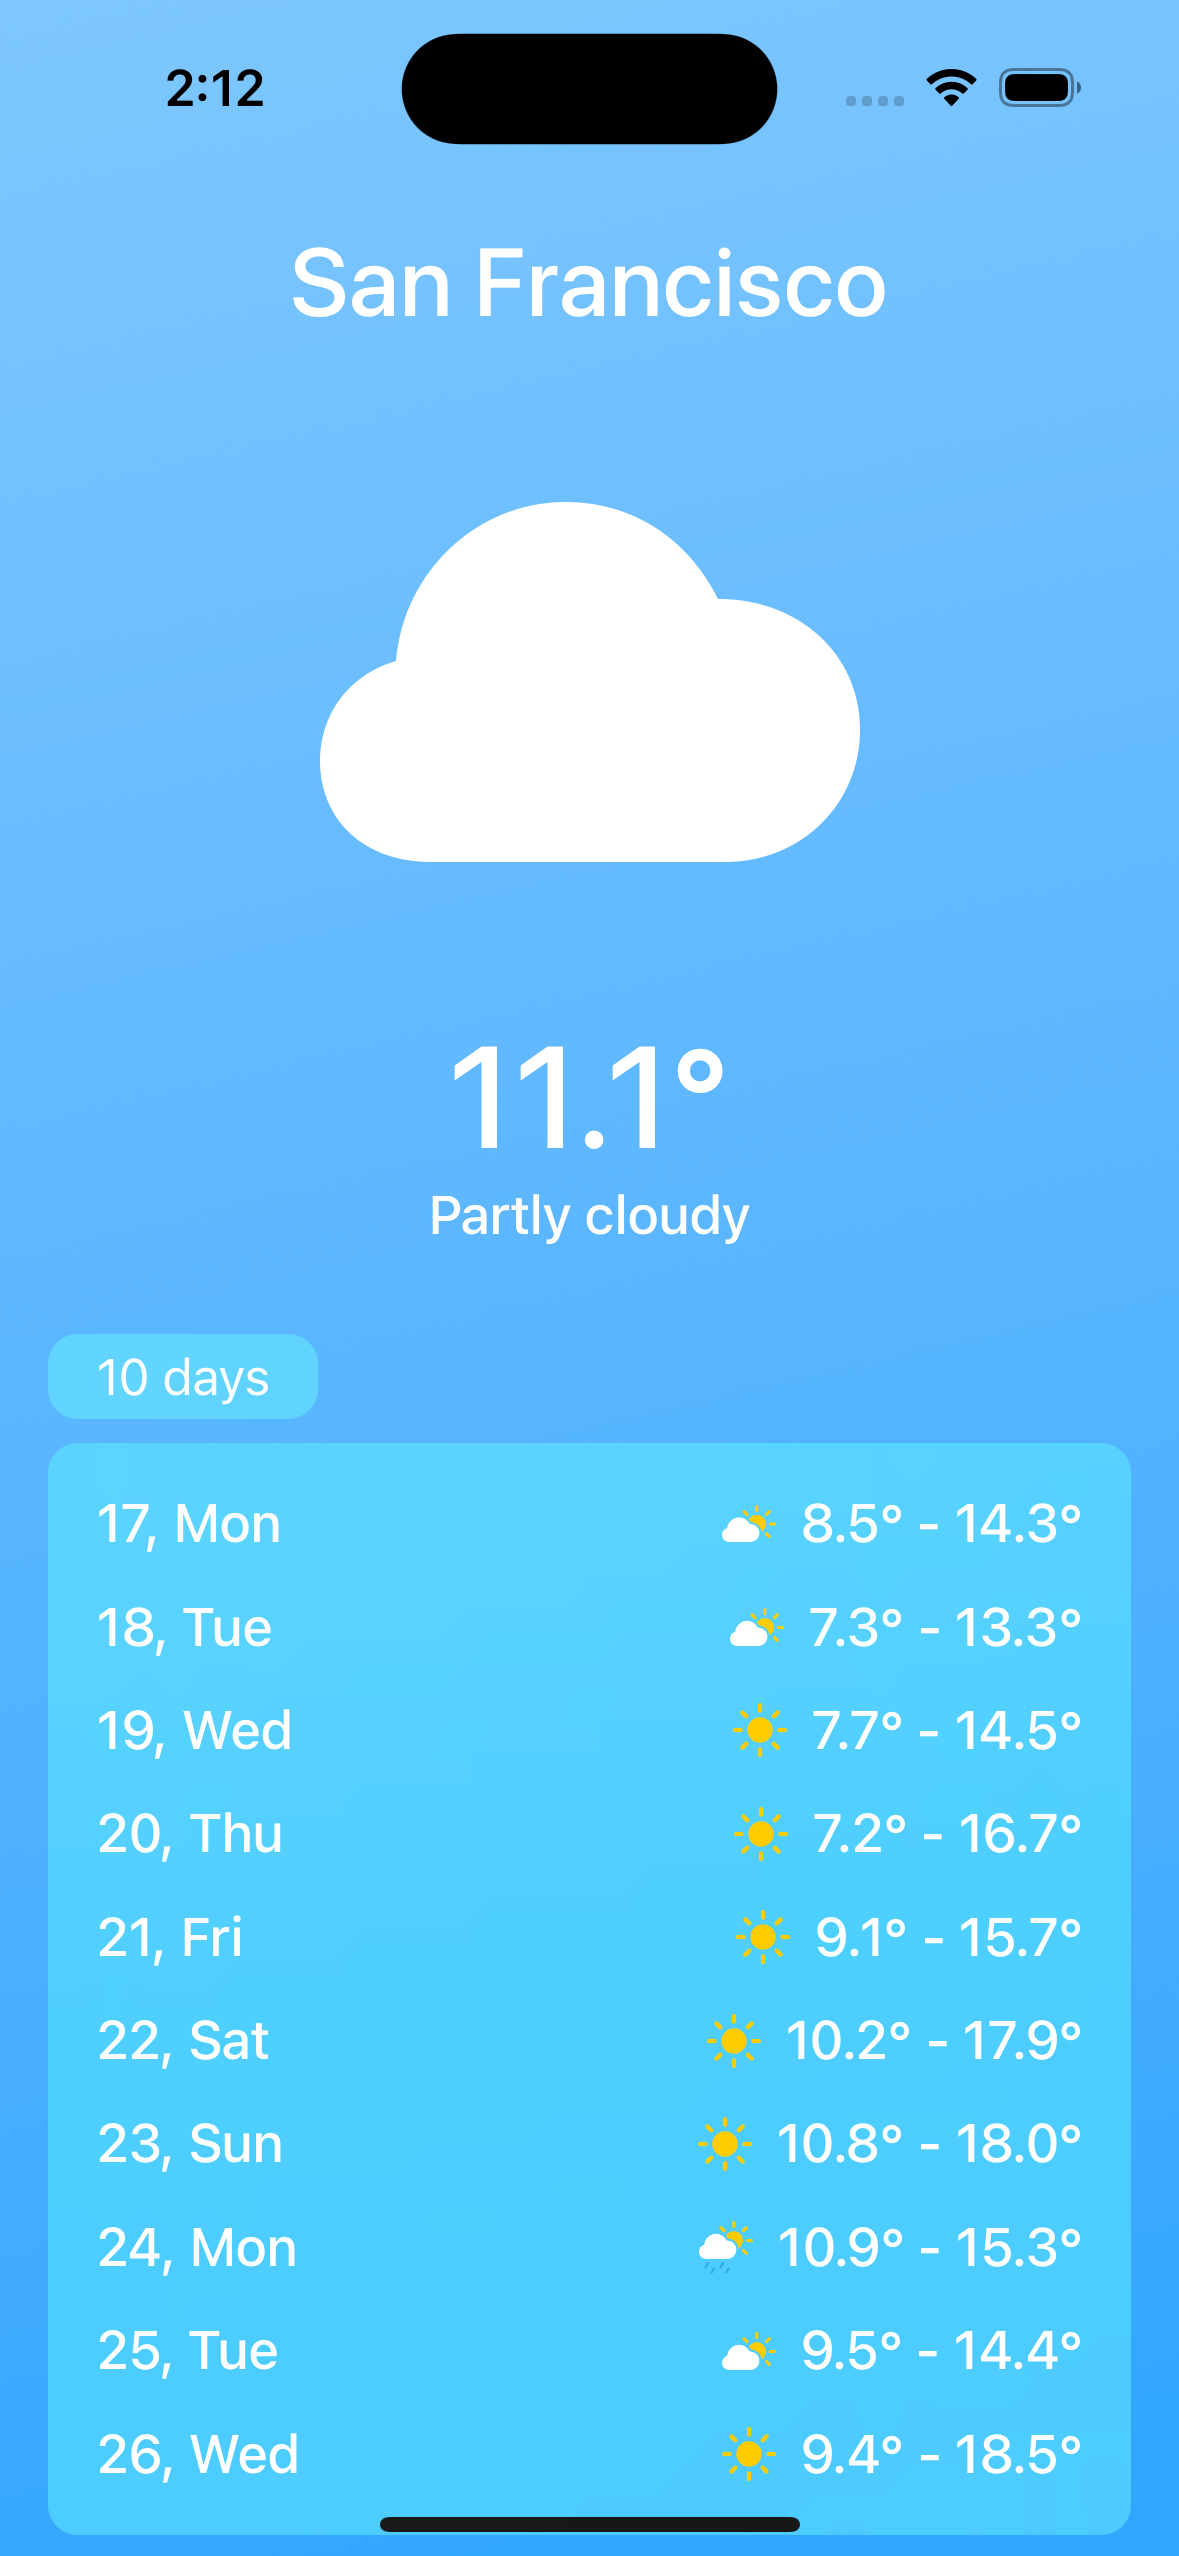 2:12
San Francisco
11.1°
Partly cloudy
10 days
17, Mon 8.5° - 14.3°
18, Tue 7.3° - 13.3°
19, Wed 7.7° - 14.5°
20, Thu 7.2° - 16.7°
21, Fri 9.1° - 15.7°
22, Sat 10.2° - 17.9°
23, Sun 10.8° - 18.0°
24, Mon 10.9° - 15.3°
25, Tue 9.5° - 14.4°
26, Wed 9.4° - 18.5°